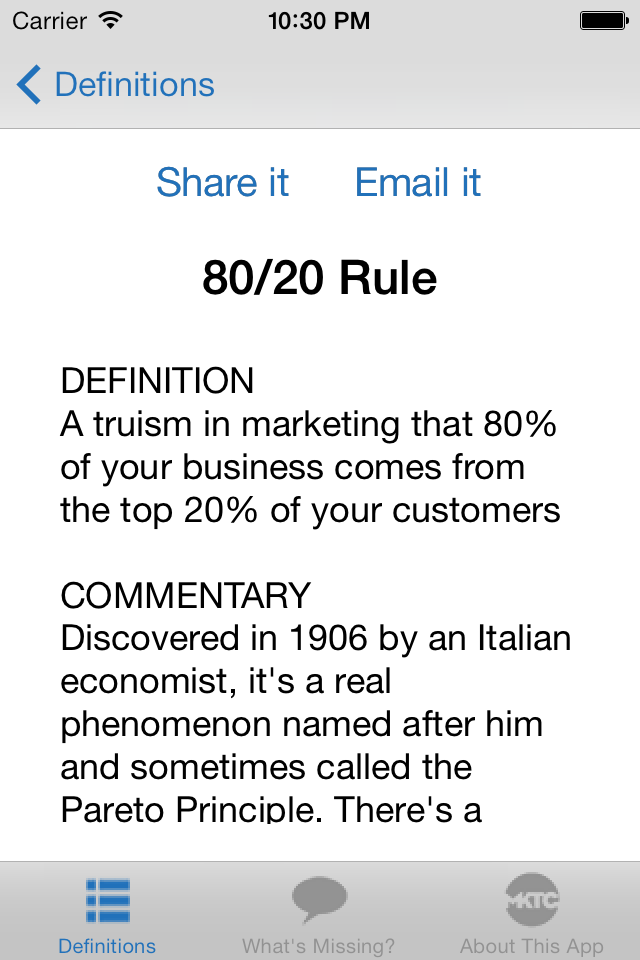 Carrier 10:30 PM
Definitions
Share it Email it
80/20 Rule
DEFINITION
A truism in marketing that 80%
of your business comes from
the top 20% of your customers
COMMENTARY
Discovered in 1906 by an Italian
economist, it's a real
phenomenon named after him
and sometimes called the
Pareto Principle. There's a
MKTG
Definitions What's Missing? About This App